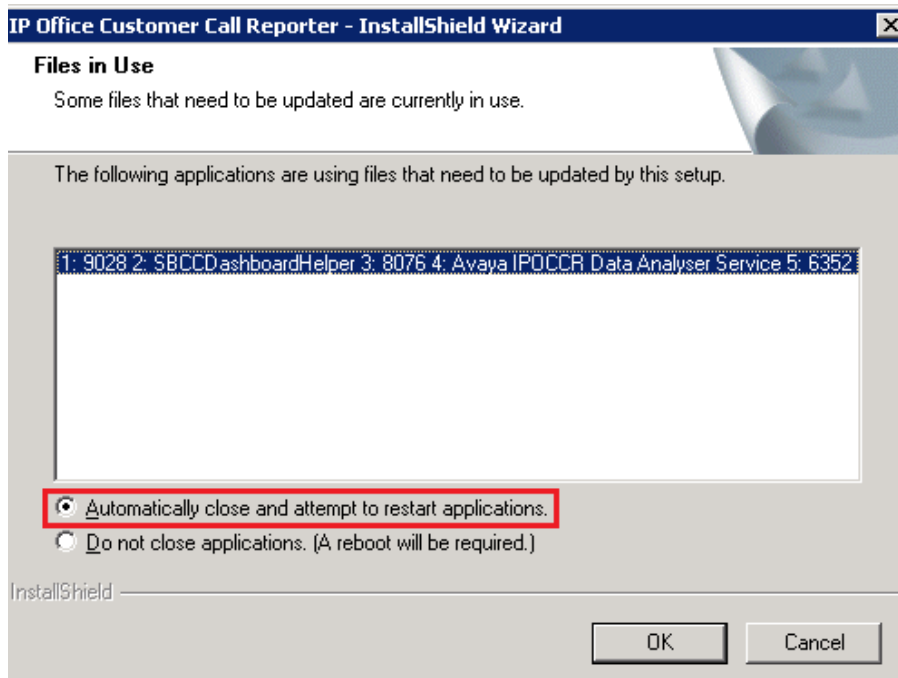 IP Office Customer Call Reporter - InstallShield Wizard
Files in Use
Some files that need to be updated are currently in use.
The following applications are using files that need to be updated by this setup.
1: 9028 2: SBCCDashboardHelper 3: 8076 4: Avaya IPOCCR Data Analyser Service 5: 6352
Automatically close and attempt to restart applications.
Do not close applications. (A reboot will be required.)
InstallShield
OK
Cancel